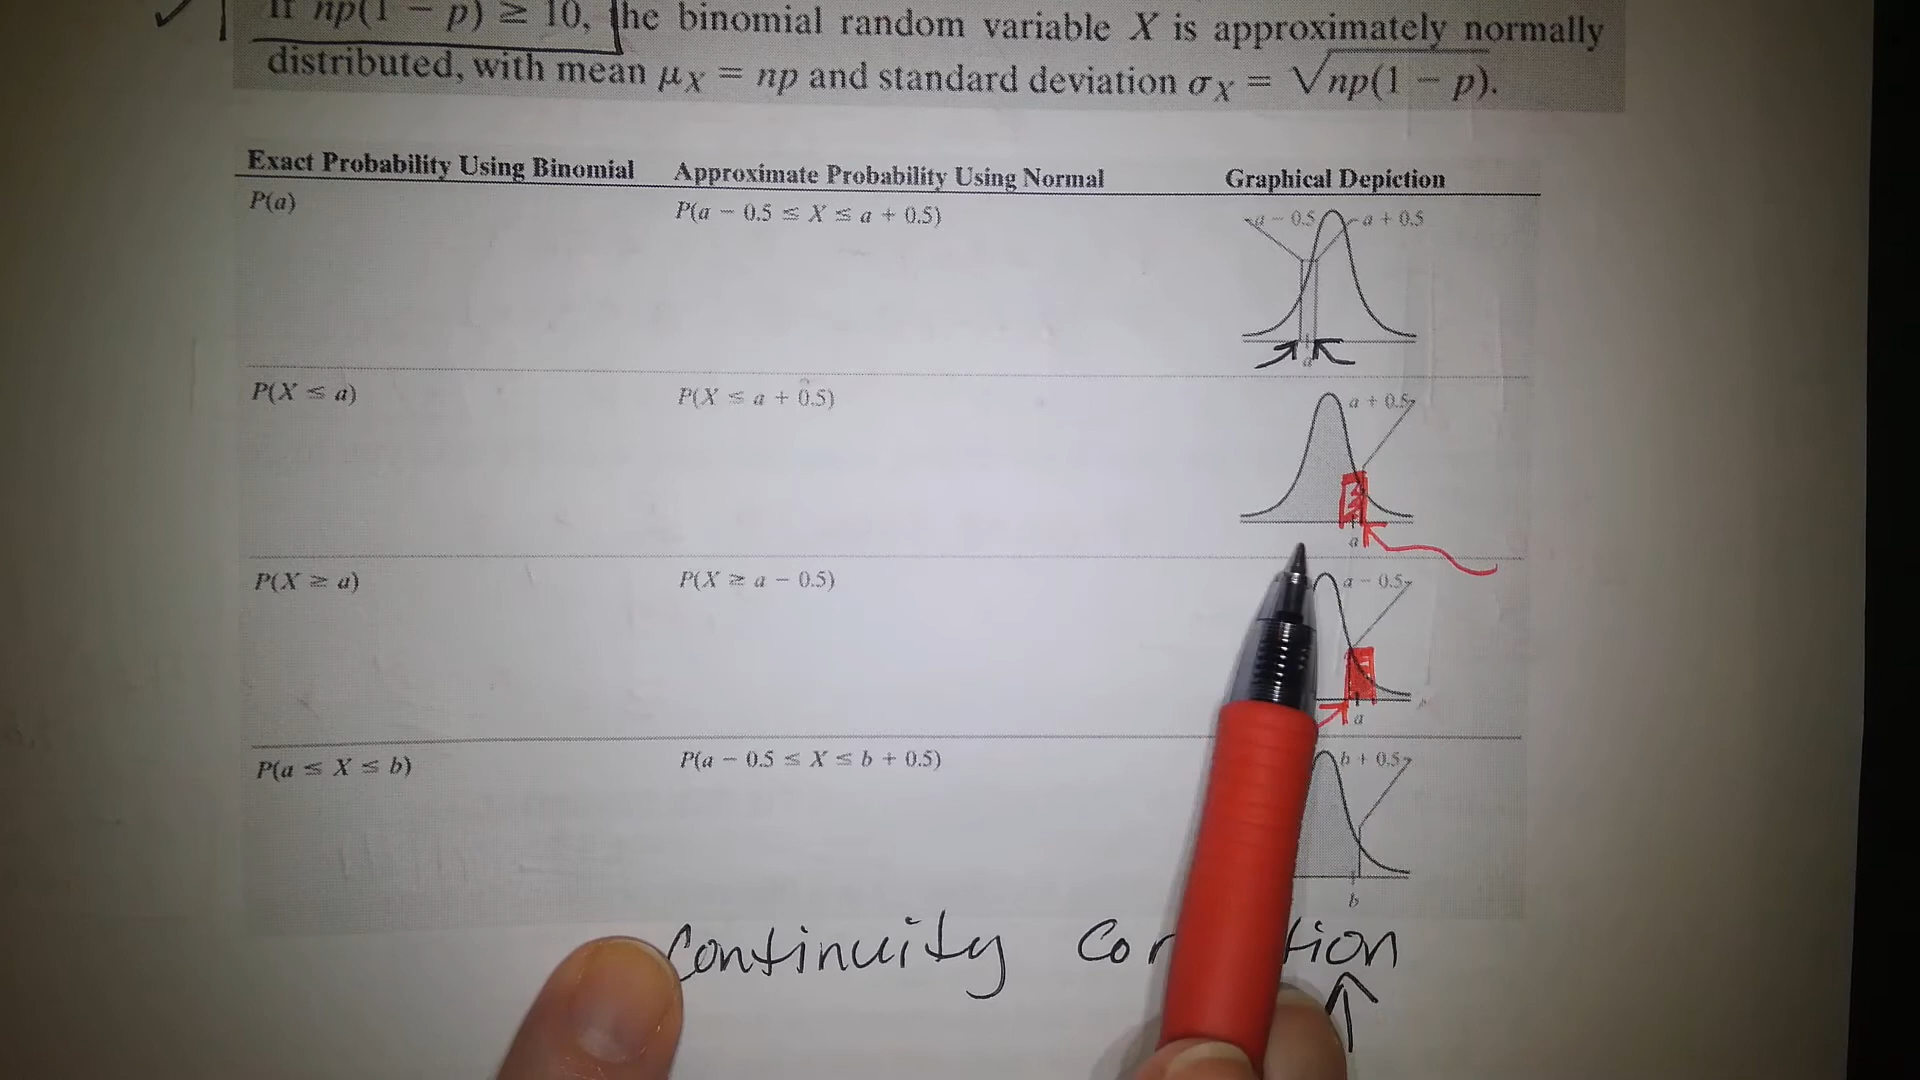 If np(1 − p) ≥ 10, the binomial random variable X is approximately normally
distributed, with mean μX = np and standard deviation σX = √np(1 − p).
Exact Probability Using Binomial Approximate Probability Using Normal Graphical Depiction
P(a) P(a − 0.5 ≤ X ≤ a + 0.5) a − 0.5 a + 0.5
a
P(X ≤ a) P(X ≤ a + 0.5) a + 0.5
a
P(X ≥ a) P(X ≥ a − 0.5) a − 0.5
a
P(a ≤ X ≤ b) P(a − 0.5 ≤ X ≤ b + 0.5) b + 0.5
b
Continuity